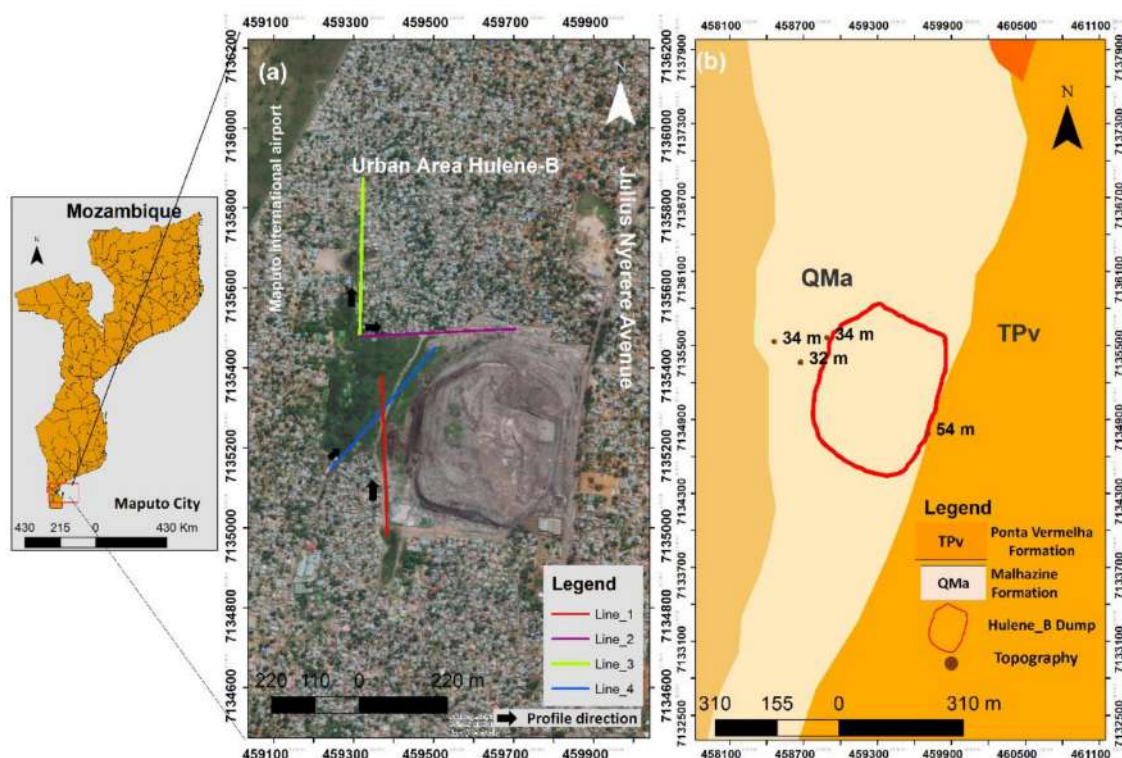 Mozambique
N
Maputo City
430 215 0 430 Km
459100 459300 459500 459700 459900
(a)
N
Urban Area Hulene-B
Maputo international airport
Julius Nyerere Avenue
7136200
7136000
7135800
7135600
7135400
7135200
7135000
7134800
7134600
Legend
Line_1
Line_2
Line_3
Line_4
Profile direction
220 110 0 220 m
459100 459300 459500 459700 459900
458100 458700 459300 459900 460500 461100
(b)
N
QMa
TPv
34 m
34 m
32 m
54 m
7137900
7137300
7136700
7136100
7135500
7134900
7134300
7133700
7133100
7132500
Legend
TPv Ponta Vermelha
Formation
QMa Malhazine
Formation
Hulene_B Dump
Topography
310 155 0 310 m
458100 458700 459300 459900 460500 461100